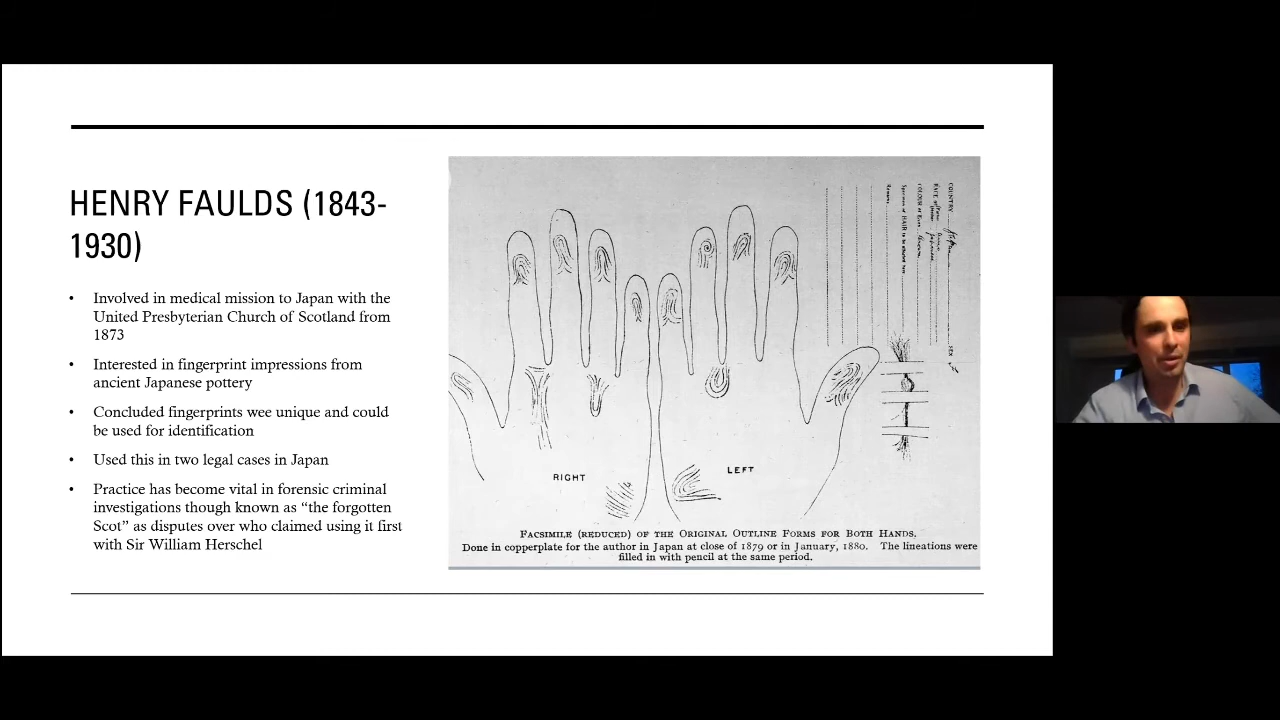 HENRY FAULDS (1843-
1930)
• Involved in medical mission to Japan with the
United Presbyterian Church of Scotland from
1873
• Interested in fingerprint impressions from
ancient Japanese pottery
• Concluded fingerprints wee unique and could
be used for identification
• Used this in two legal cases in Japan
• Practice has become vital in forensic criminal
investigations though known as “the forgotten
Scot” as disputes over who claimed using it first
with Sir William Herschel
COUNTRY
SEX
RIGHT
LEFT
FACSIMILE (REDUCED) OF THE ORIGINAL OUTLINE FORMS FOR BOTH HANDS.
Done in copperplate for the author in Japan at close of 1879 or in January, 1880. The lineations were
filled in with pencil at the same period.